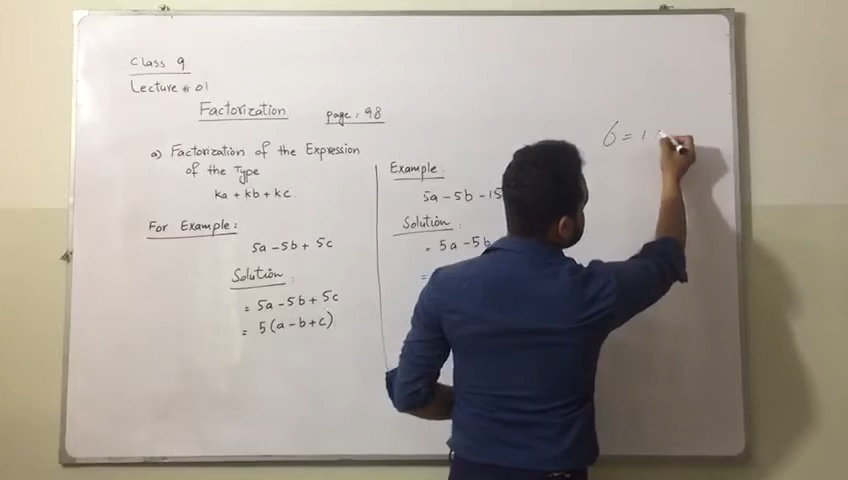 Class 9
Lecture # 01
Factorization page: 98
a) Factorization of the Expression
of the Type
ka + kb + kc.
For Example:
5a - 5b + 5c
Solution:
= 5a - 5b + 5c
= 5(a - b + c)
Example:
5a - 5b - 15
Solution:
= 5a - 5b
=
6 = 1